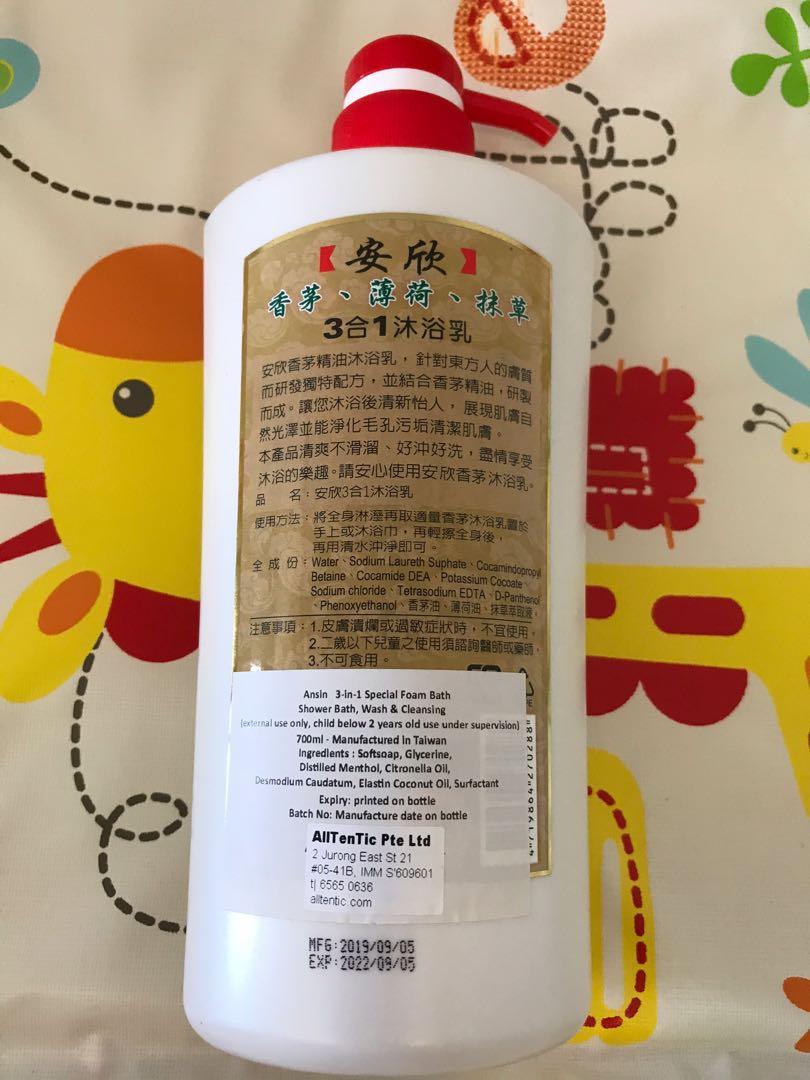 安欣
香茅、薄荷、抹草
3合1沐浴乳
安欣香茅精油沐浴乳，針對東方人的膚質
而研發獨特配方，並結合香茅精油，研製
而成。讓您沐浴後清新怡人，展現肌膚自
然光澤並能淨化毛孔污垢清潔肌膚。
本產品清爽不滑溜、好沖好洗，盡情享受
沐浴的樂趣。請安心使用安欣香茅沐浴乳。
品 名：安欣3合1沐浴乳
使用方法：將全身淋溼再取適量香茅沐浴乳置於
手上或沐浴巾，再輕擦全身後，
再用清水沖淨即可。
全成份：Water、Sodium Laureth Suphate、Cocamindopropyl
Betaine、Cocamide DEA、Potassium Cocoate、
Sodium chloride、Tetrasodium EDTA、D-Panthenol
、Phenoxyethanol、香茅油、薄荷油、抹草萃取液。
注意事項：1.皮膚潰爛或過敏症狀時，不宜使用。
2.二歲以下兒童之使用須諮詢醫師或藥師。
3.不可食用。
Ansin 3-in-1 Special Foam Bath
Shower Bath, Wash & Cleansing
(external use only, child below 2 years old use under supervision)
700ml - Manufactured in Taiwan
Ingredients : Softsoap, Glycerine,
Distilled Menthol, Citronella Oil,
Desmodium Caudatum, Elastin Coconut Oil, Surfactant
Expiry: printed on bottle
Batch No: Manufacture date on bottle
AllTenTic Pte Ltd
2 Jurong East St 21
#05-41B, IMM S'609601
t| 6565 0636
alltentic.com
MFG:2019/09/05
EXP:2022/09/05